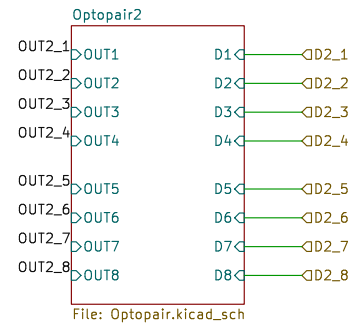 Optopair2
OUT2_1 OUT1 D1 D2_1
OUT2_2 OUT2 D2 D2_2
OUT2_3 OUT3 D3 D2_3
OUT2_4 OUT4 D4 D2_4
OUT2_5 OUT5 D5 D2_5
OUT2_6 OUT6 D6 D2_6
OUT2_7 OUT7 D7 D2_7
OUT2_8 OUT8 D8 D2_8
File: Optopair.kicad_sch